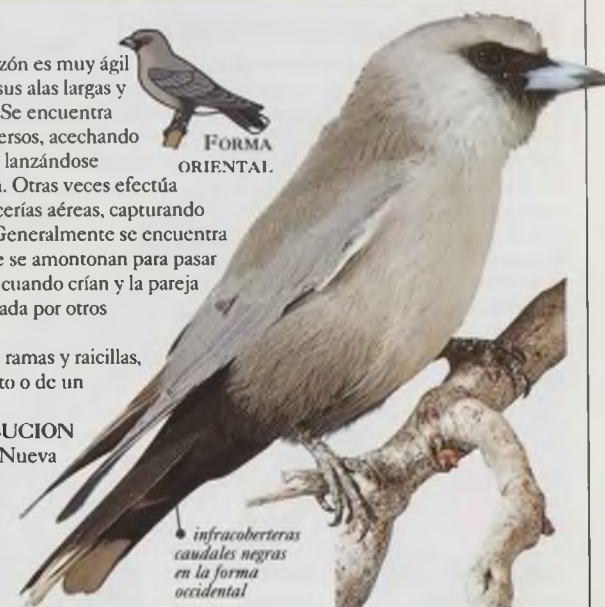 zón es muy ágil
sus alas largas y
Se encuentra
ersos, acechando
lanzándose
. Otras veces efectúa
cerías aéreas, capturando
Generalmente se encuentra
e se amontonan para pasar
cuando crían y la pareja
ada por otros
ramas y raicillas,
to o de un
UCION
Nueva
FORMA
ORIENTAL
infracoberteras
caudales negras
en la forma
occidental